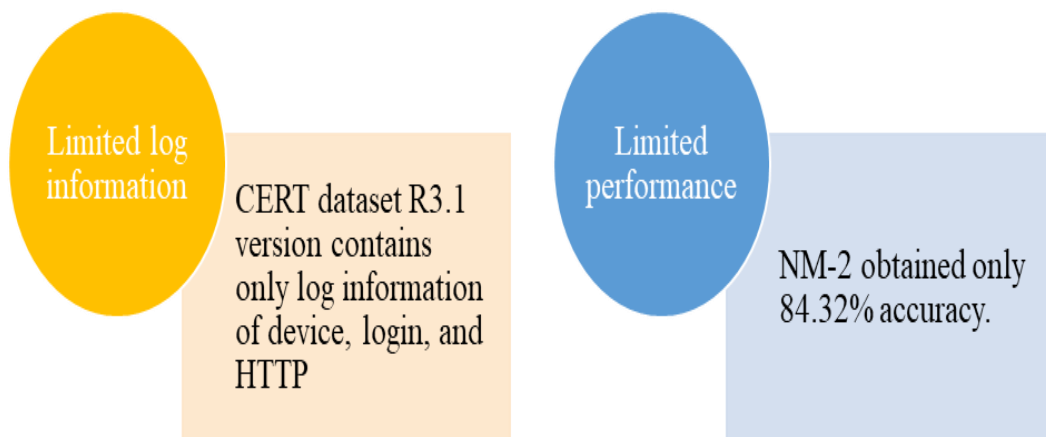 Limited log
information
CERT dataset R3.1
version contains
only log information
of device, login, and
HTTP
Limited
performance
NM-2 obtained only
84.32% accuracy.